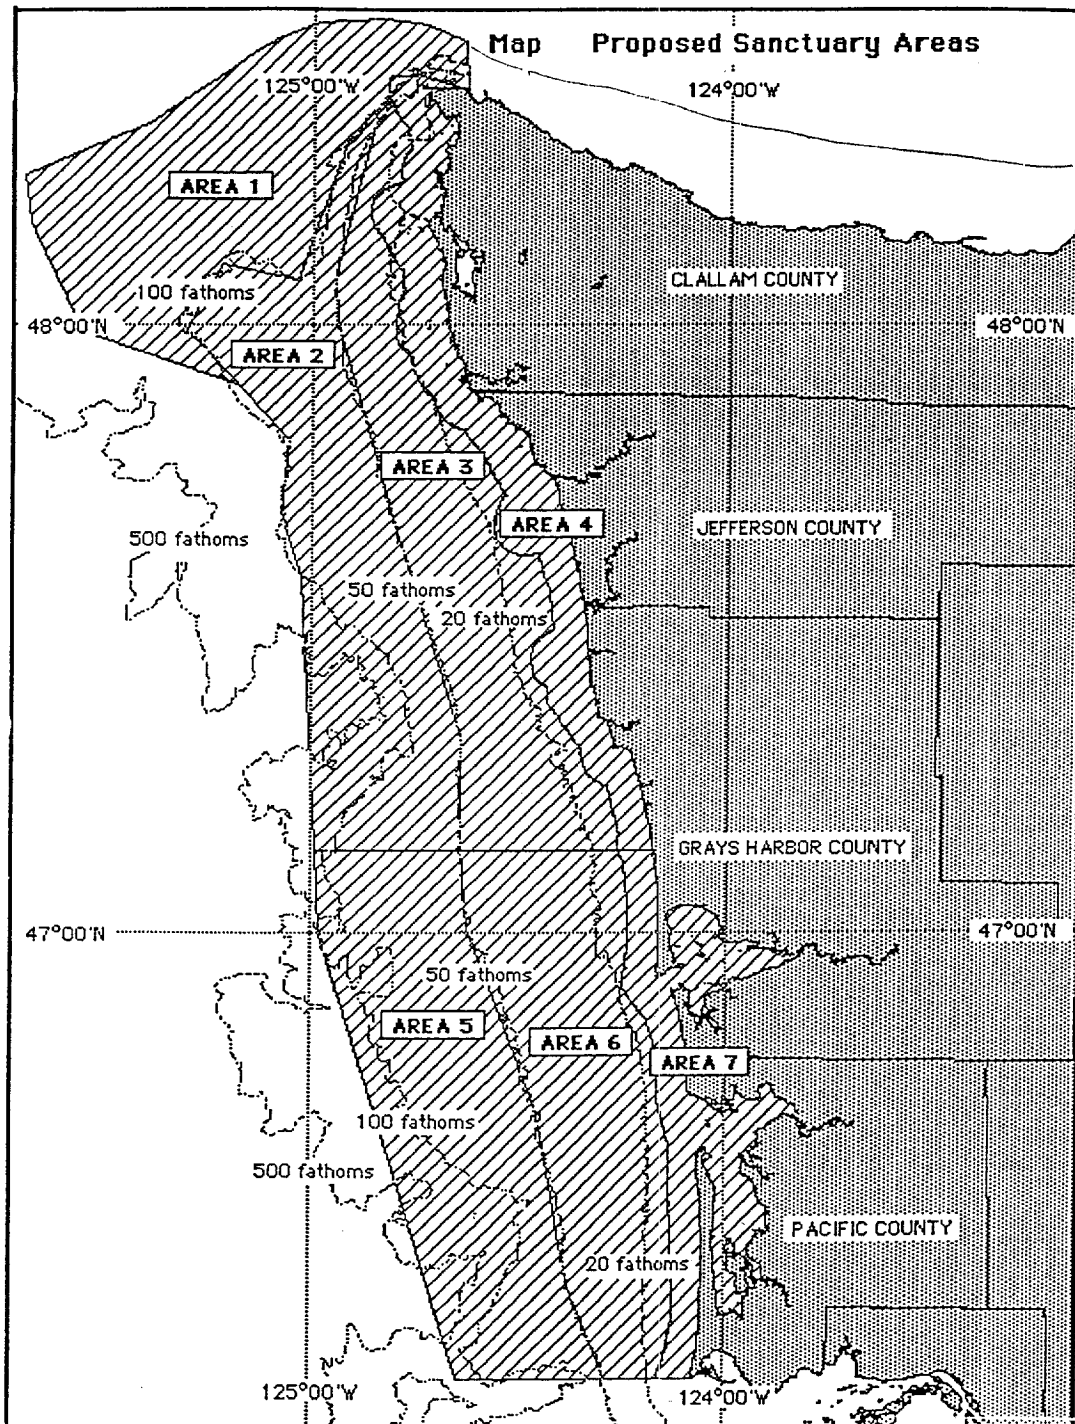 Map Proposed Sanctuary Areas
125°00'W
124°00'W
AREA 1
CLALLAM COUNTY
100 fathoms
48°00'N
48°00'N
AREA 2
AREA 3
AREA 4
JEFFERSON COUNTY
500 fathoms
50 fathoms
20 fathoms
GRAYS HARBOR COUNTY
47°00'N
47°00'N
50 fathoms
AREA 5
AREA 6
AREA 7
100 fathoms
500 fathoms
PACIFIC COUNTY
20 fathoms
125°00'W
124°00'W